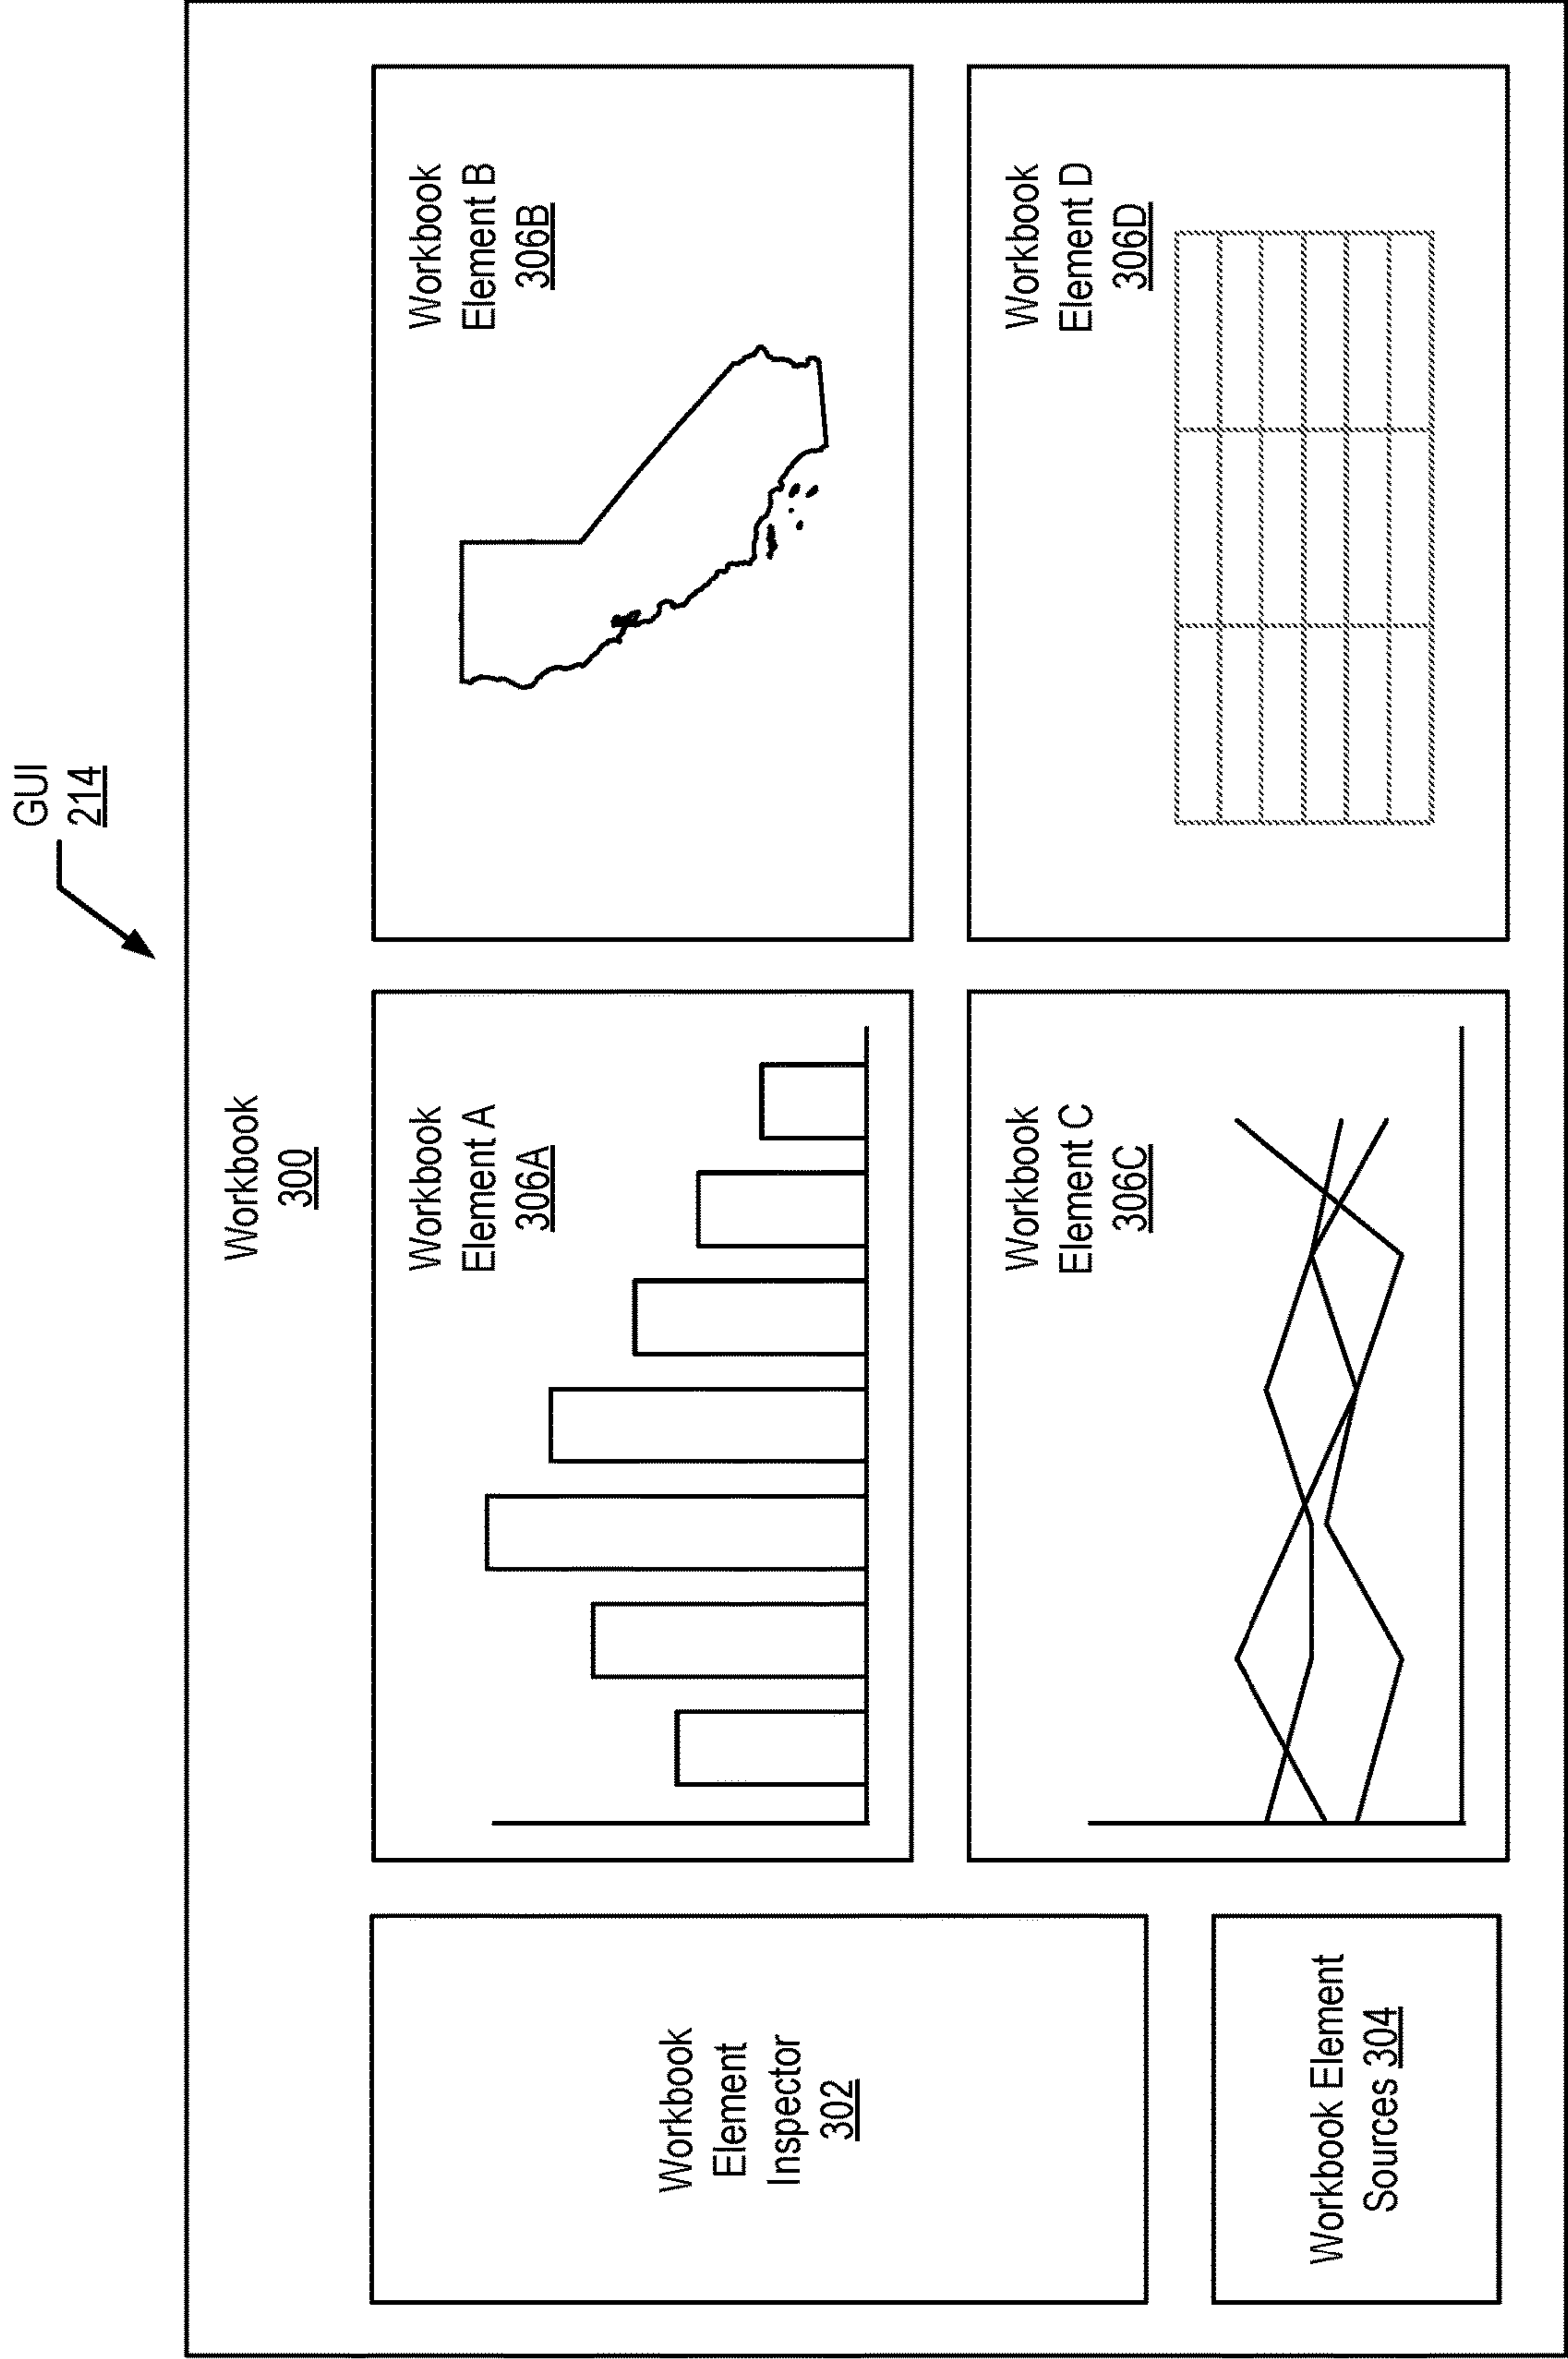 GUI
214
Workbook
300
Workbook
Element Inspector
302
Workbook Element
Sources 304
Workbook
Element A
306A
Workbook
Element B
306B
Workbook
Element C
306C
Workbook
Element D
306D